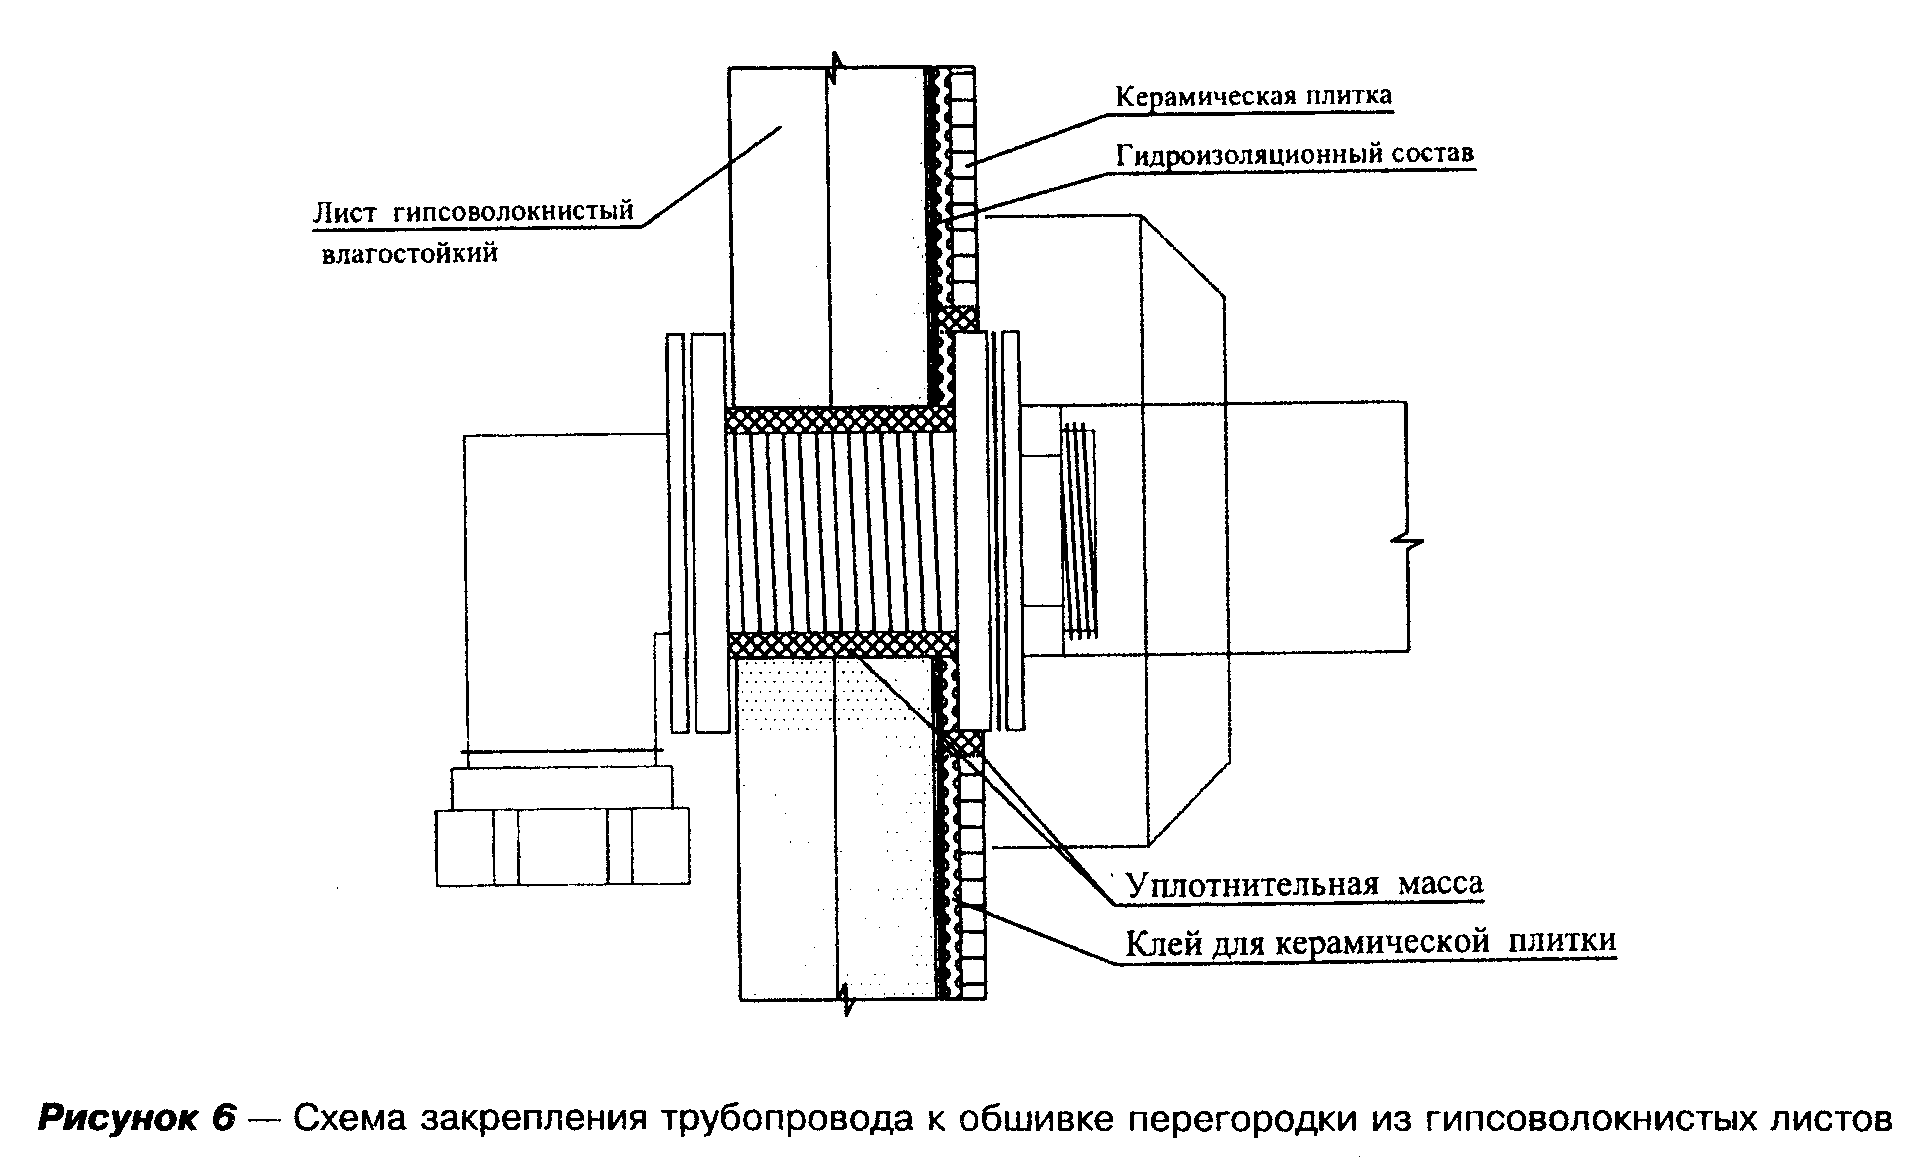 Керамическая плитка
Гидроизоляционный состав
Лист гипсоволокнистый
влагостойкий
Уплотнительная масса
Клей для керамической плитки
Рисунок 6 — Схема закрепления трубопровода к обшивке перегородки из гипсоволокнистых листов